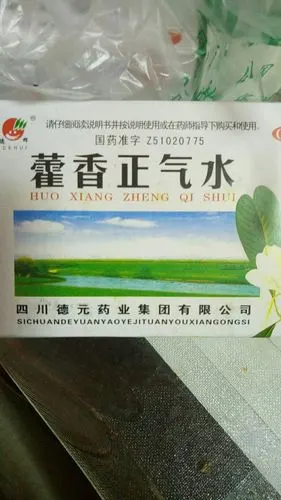 请仔细阅读说明书并按说明使用或在药师指导下购买和使用.
国药准字 Z51020775
DEHUI
藿香正气水
HUO XIANG ZHENG QI SHUI
四川德元药业集团有限公司
SICHUANDEYUANYAOYEJITUANYOUXIANGONGSI